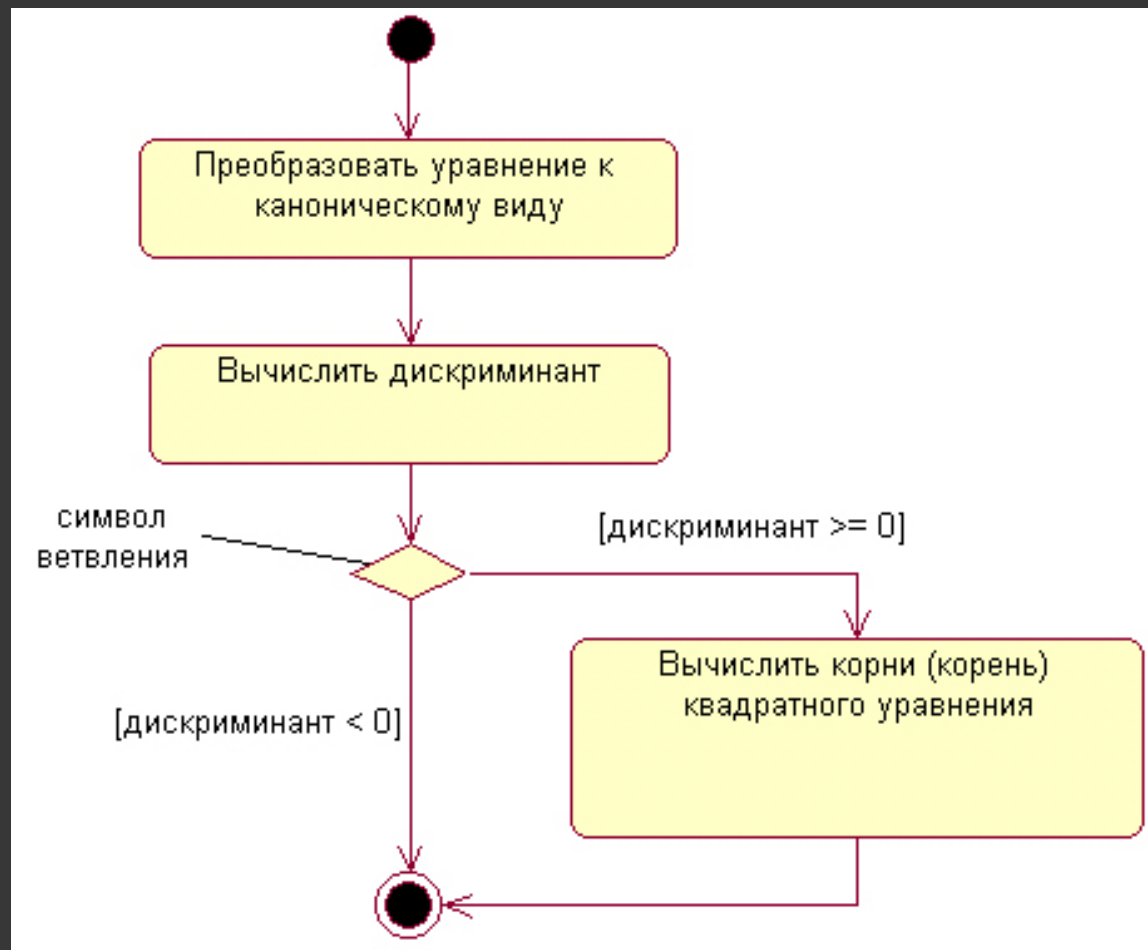 Преобразовать уравнение к
каноническому виду
Вычислить дискриминант
символ
ветвления
[дискриминант >= 0]
Вычислить корни (корень)
квадратного уравнения
[дискриминант < 0]